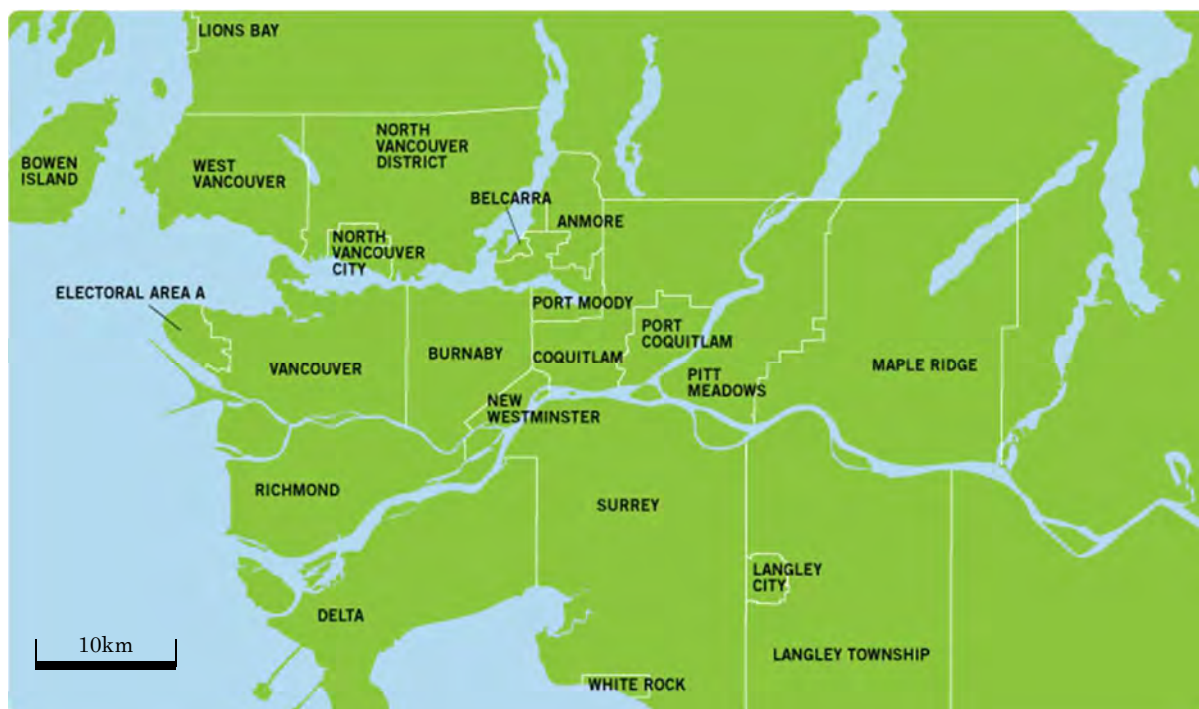 LIONS BAY
BOWEN
ISLAND
WEST
VANCOUVER
NORTH
VANCOUVER
DISTRICT
BELCARRA
ANMORE
NORTH
VANCOUVER
CITY
ELECTORAL AREA A
PORT MOODY
VANCOUVER
BURNABY
COQUITLAM
PORT
COQUITLAM
PITT
MEADOWS
MAPLE RIDGE
NEW
WESTMINSTER
RICHMOND
SURREY
LANGLEY
CITY
DELTA
10km
LANGLEY TOWNSHIP
WHITE ROCK